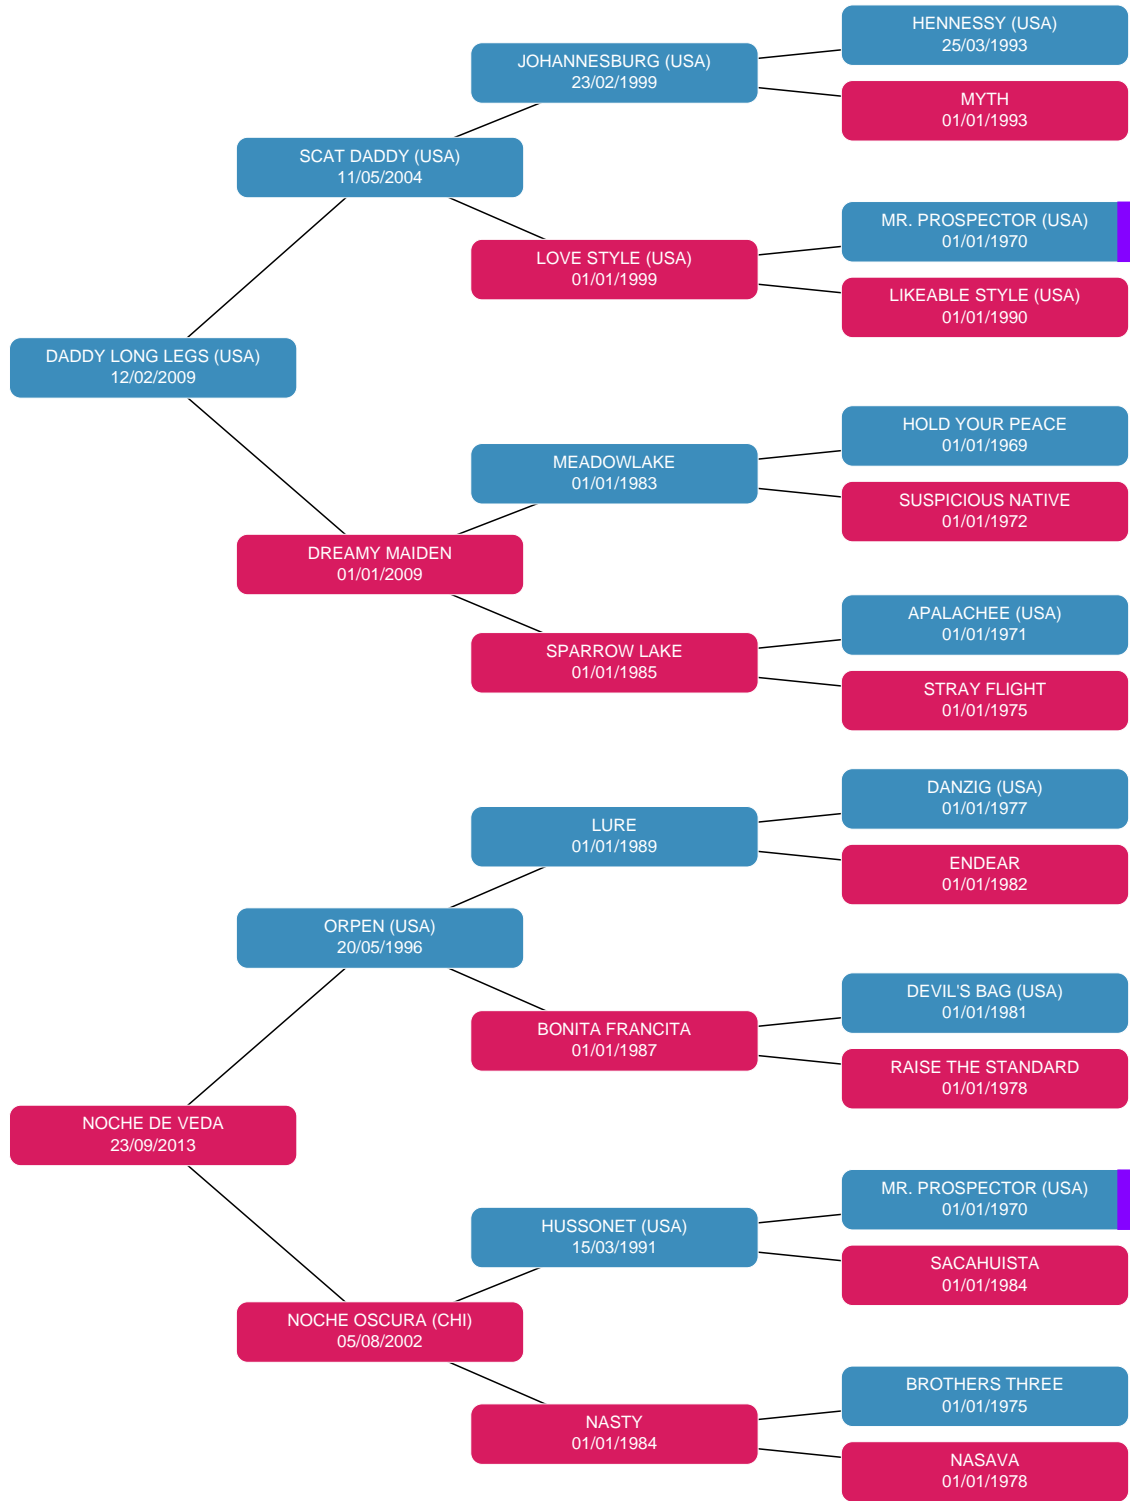 HENNESSY (USA)
25/03/1993
JOHANNESBURG (USA)
23/02/1999
MYTH
01/01/1993
SCAT DADDY (USA)
11/05/2004
MR. PROSPECTOR (USA)
01/01/1970
LOVE STYLE (USA)
01/01/1999
LIKEABLE STYLE (USA)
01/01/1990
DADDY LONG LEGS (USA)
12/02/2009
HOLD YOUR PEACE
01/01/1969
MEADOWLAKE
01/01/1983
SUSPICIOUS NATIVE
01/01/1972
DREAMY MAIDEN
01/01/2009
APALACHEE (USA)
01/01/1971
SPARROW LAKE
01/01/1985
STRAY FLIGHT
01/01/1975
DANZIG (USA)
01/01/1977
LURE
01/01/1989
ENDEAR
01/01/1982
ORPEN (USA)
20/05/1996
DEVIL'S BAG (USA)
01/01/1981
BONITA FRANCITA
01/01/1987
RAISE THE STANDARD
01/01/1978
NOCHE DE VEDA
23/09/2013
MR. PROSPECTOR (USA)
01/01/1970
HUSSONET (USA)
15/03/1991
SACAHUISTA
01/01/1984
NOCHE OSCURA (CHI)
05/08/2002
BROTHERS THREE
01/01/1975
NASTY
01/01/1984
NASAVA
01/01/1978